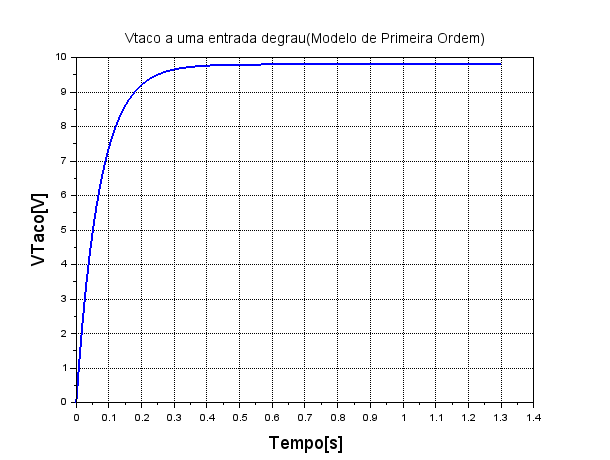 Vtaco a uma entrada degrau(Modelo de Primeira Ordem)
10
9
8
7
6
5
4
3
2
1
0
VTaco[V]
0 0.1 0.2 0.3 0.4 0.5 0.6 0.7 0.8 0.9 1 1.1 1.2 1.3 1.4
Tempo[s]